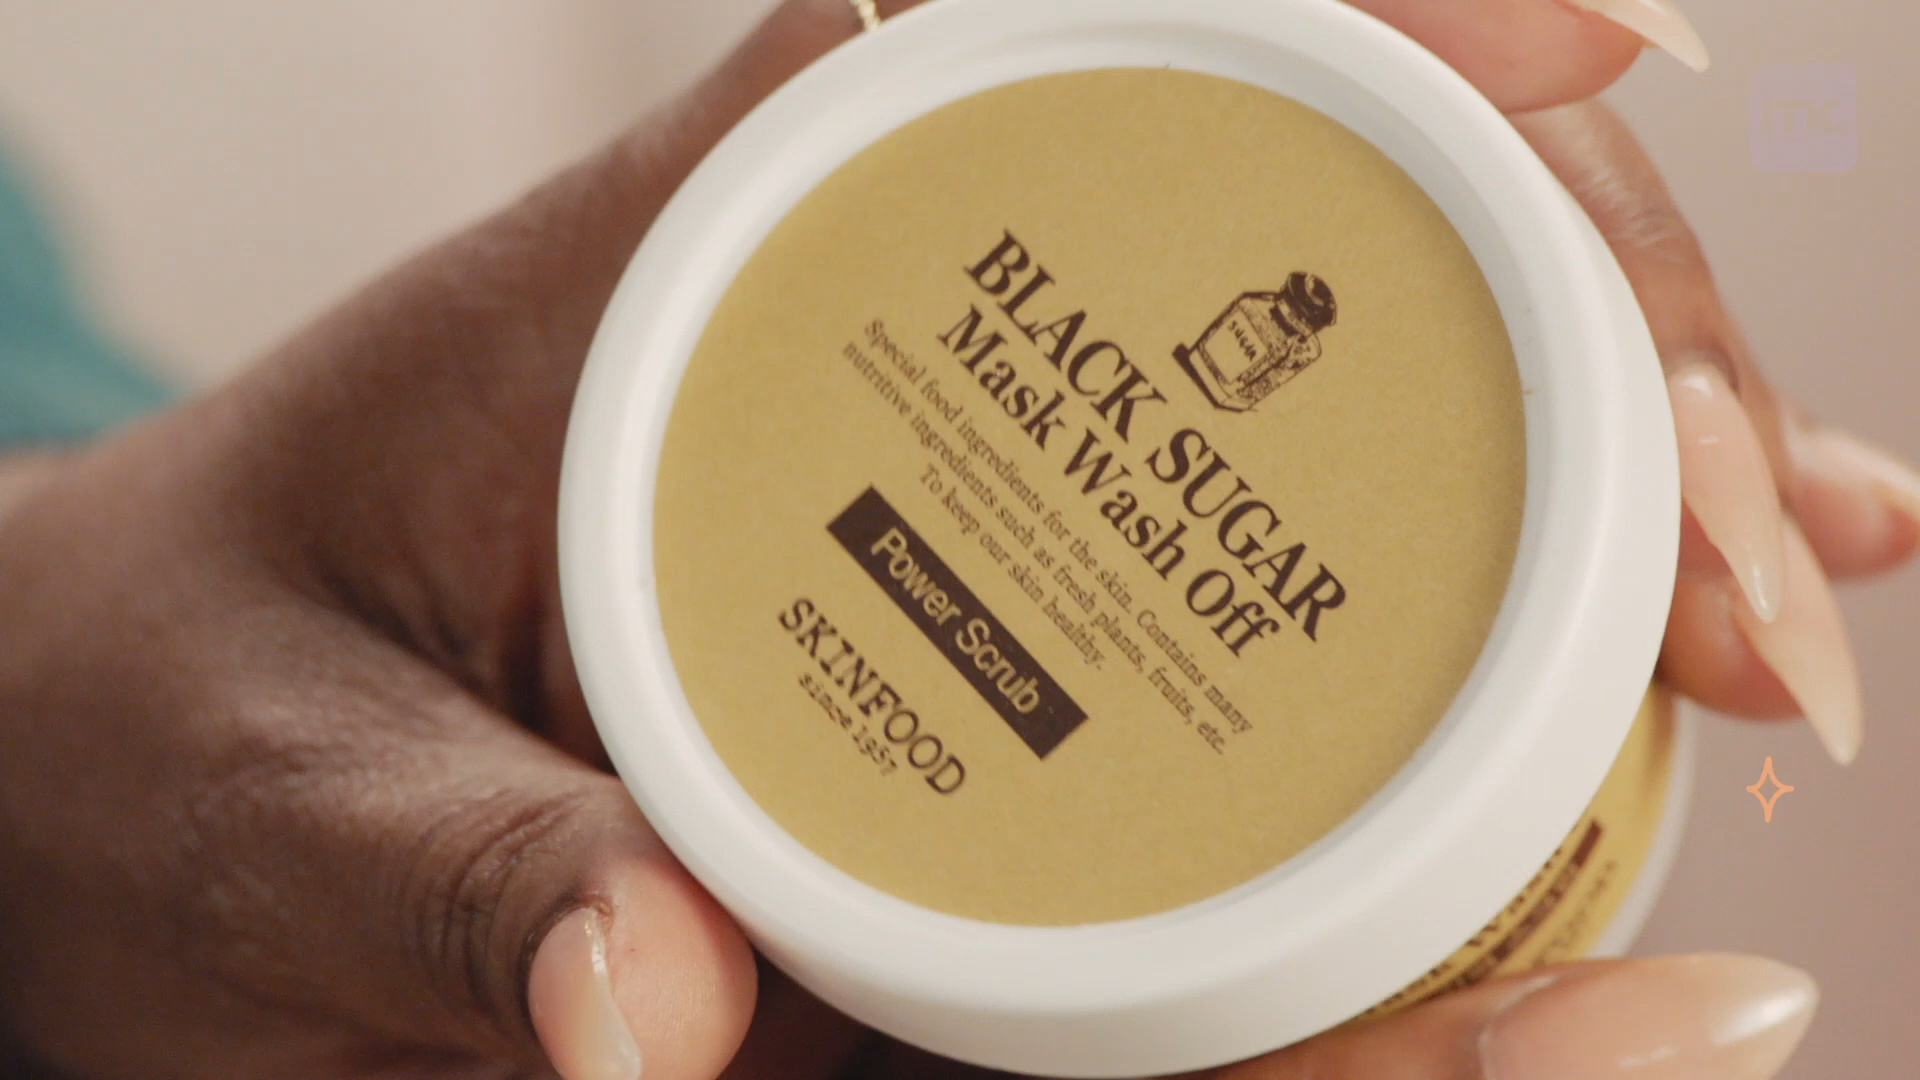 SUGAR
BLACK SUGAR
Mask Wash Off
Special food ingredients for the skin. Contains many
nutritive ingredients such as fresh plants, fruits, etc.
To keep our skin healthy.
Power Scrub
SKINFOOD
since 1957